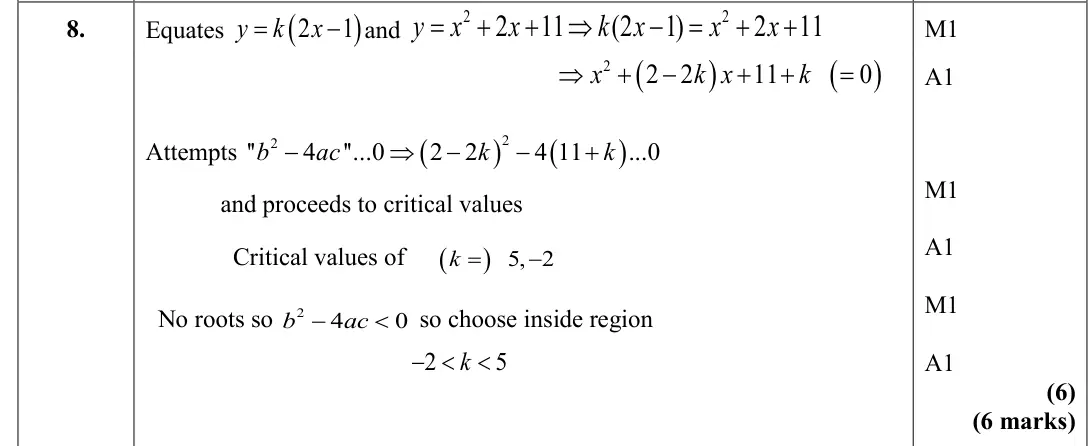 8. Equates y = k(2x − 1) and y = x² + 2x + 11 ⇒ k(2x − 1) = x² + 2x + 11 M1
⇒ x² + (2 − 2k)x + 11 + k (= 0) A1
Attempts "b² − 4ac"...0 ⇒ (2 − 2k)² − 4(11 + k)...0
and proceeds to critical values M1
Critical values of (k =) 5, −2 A1
No roots so b² − 4ac < 0 so choose inside region M1
−2 < k < 5 A1
(6)
(6 marks)